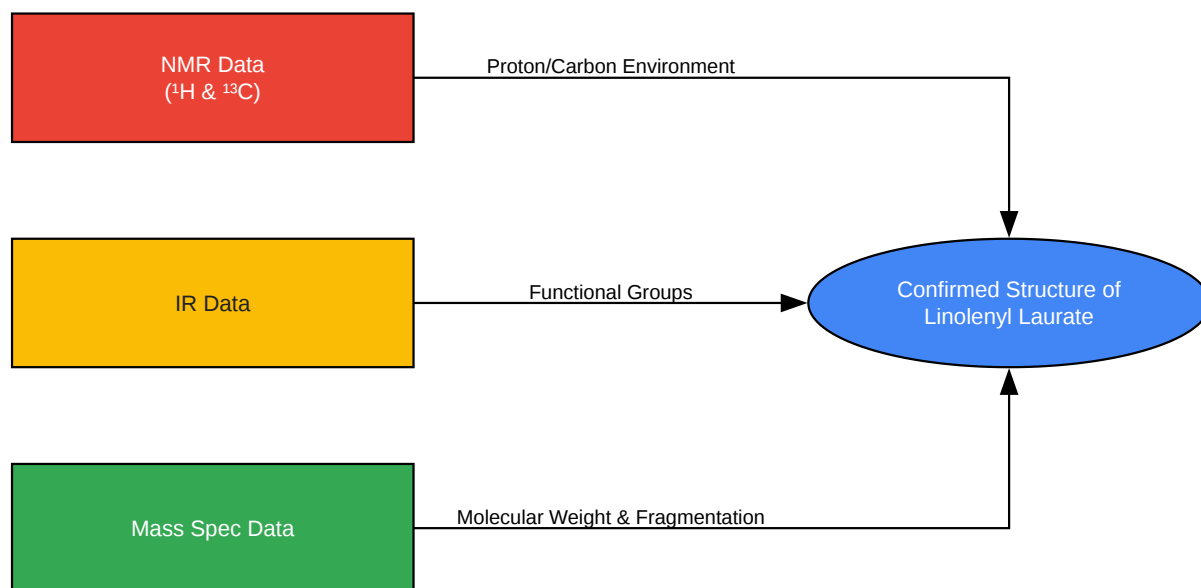 NMR Data
(¹H & ¹³C)
Proton/Carbon Environment
IR Data
Functional Groups
Confirmed Structure of
Linolenyl Laurate
Mass Spec Data
Molecular Weight & Fragmentation